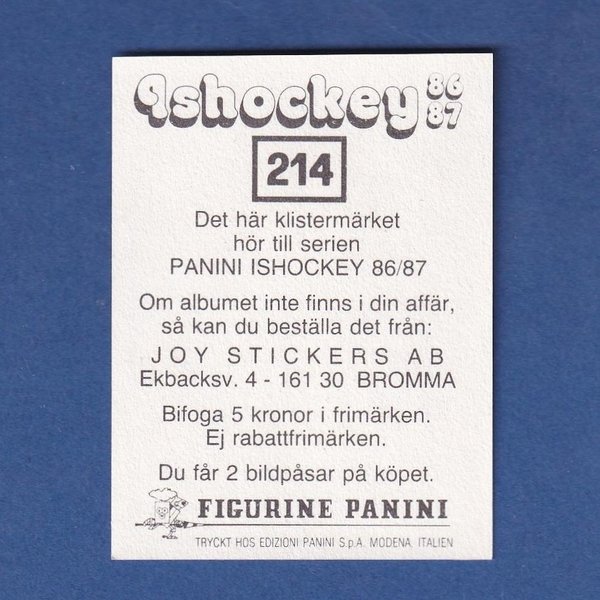 Ishockey 86 87
214
Det här klistermärket
hör till serien
PANINI ISHOCKEY 86/87
Om albumet inte finns i din affär,
så kan du beställa det från:
JOY STICKERS AB
Ekbacksv. 4 - 161 30 BROMMA
Bifoga 5 kronor i frimärken.
Ej rabattfrimärken.
Du får 2 bildpåsar på köpet.
FIGURINE PANINI
TRYCKT HOS EDIZIONI PANINI S.p.A. MODENA, ITALIEN